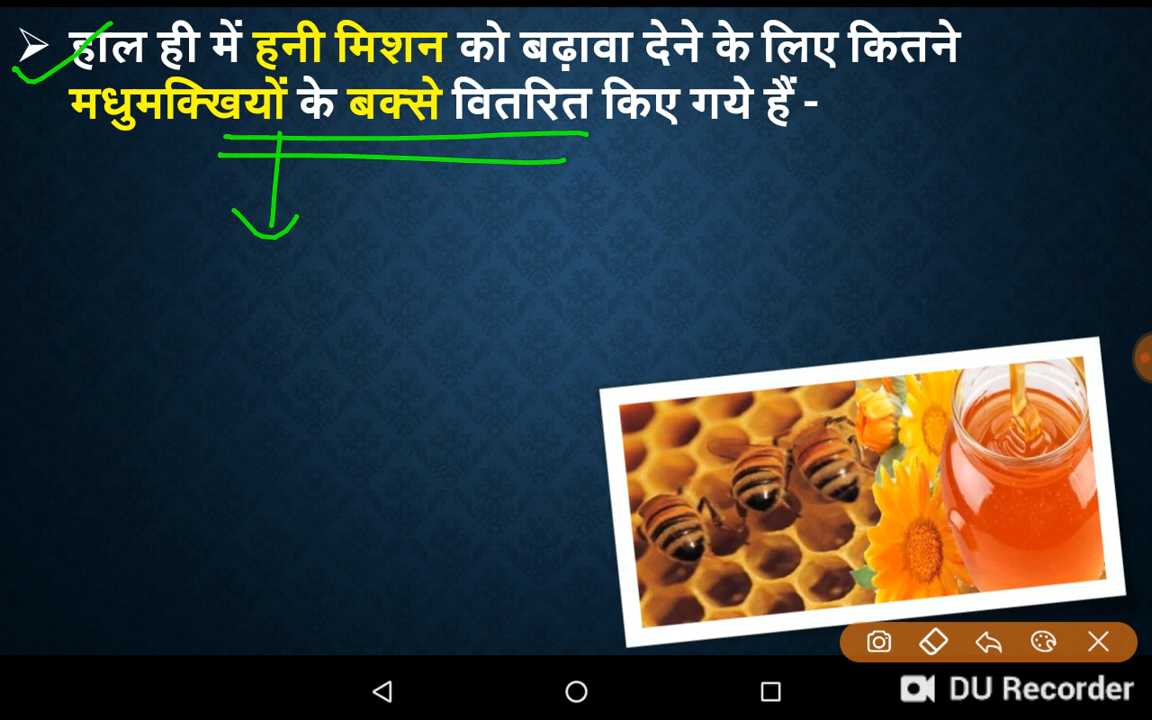 हाल ही में हनी मिशन को बढ़ावा देने के लिए कितने
मधुमक्खियों के बक्से वितरित किए गये हैं -
DU Recorder